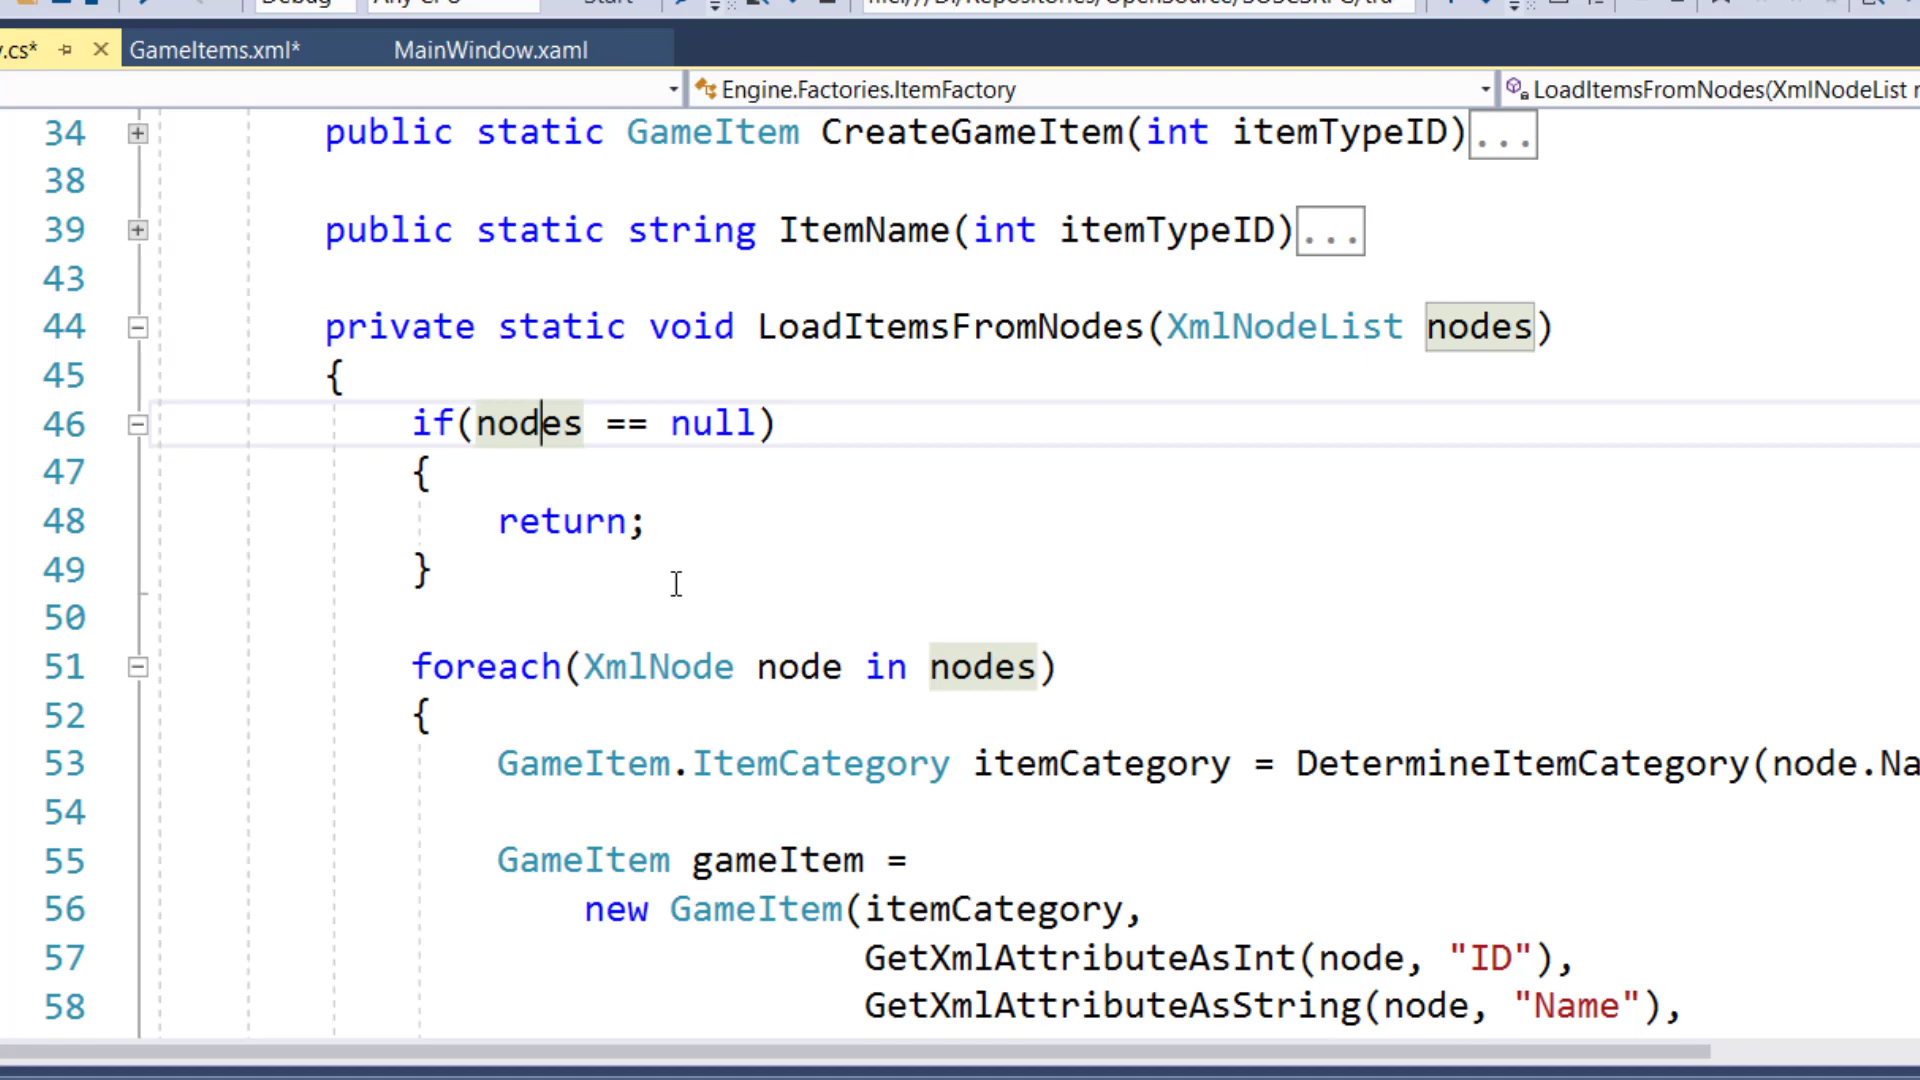 Debug
.cs* GameItems.xml* MainWindow.xaml
Engine.Factories.ItemFactory LoadItemsFromNodes(XmlNodeList
34 public static GameItem CreateGameItem(int itemTypeID)...
38
39 public static string ItemName(int itemTypeID)...
43
44 private static void LoadItemsFromNodes(XmlNodeList nodes)
45 {
46 if(nodes == null)
47 {
48 return;
49 }
50
51 foreach(XmlNode node in nodes)
52 {
53 GameItem.ItemCategory itemCategory = DetermineItemCategory(node.Na
54
55 GameItem gameItem =
56 new GameItem(itemCategory,
57 GetXmlAttributeAsInt(node, "ID"),
58 GetXmlAttributeAsString(node, "Name"),